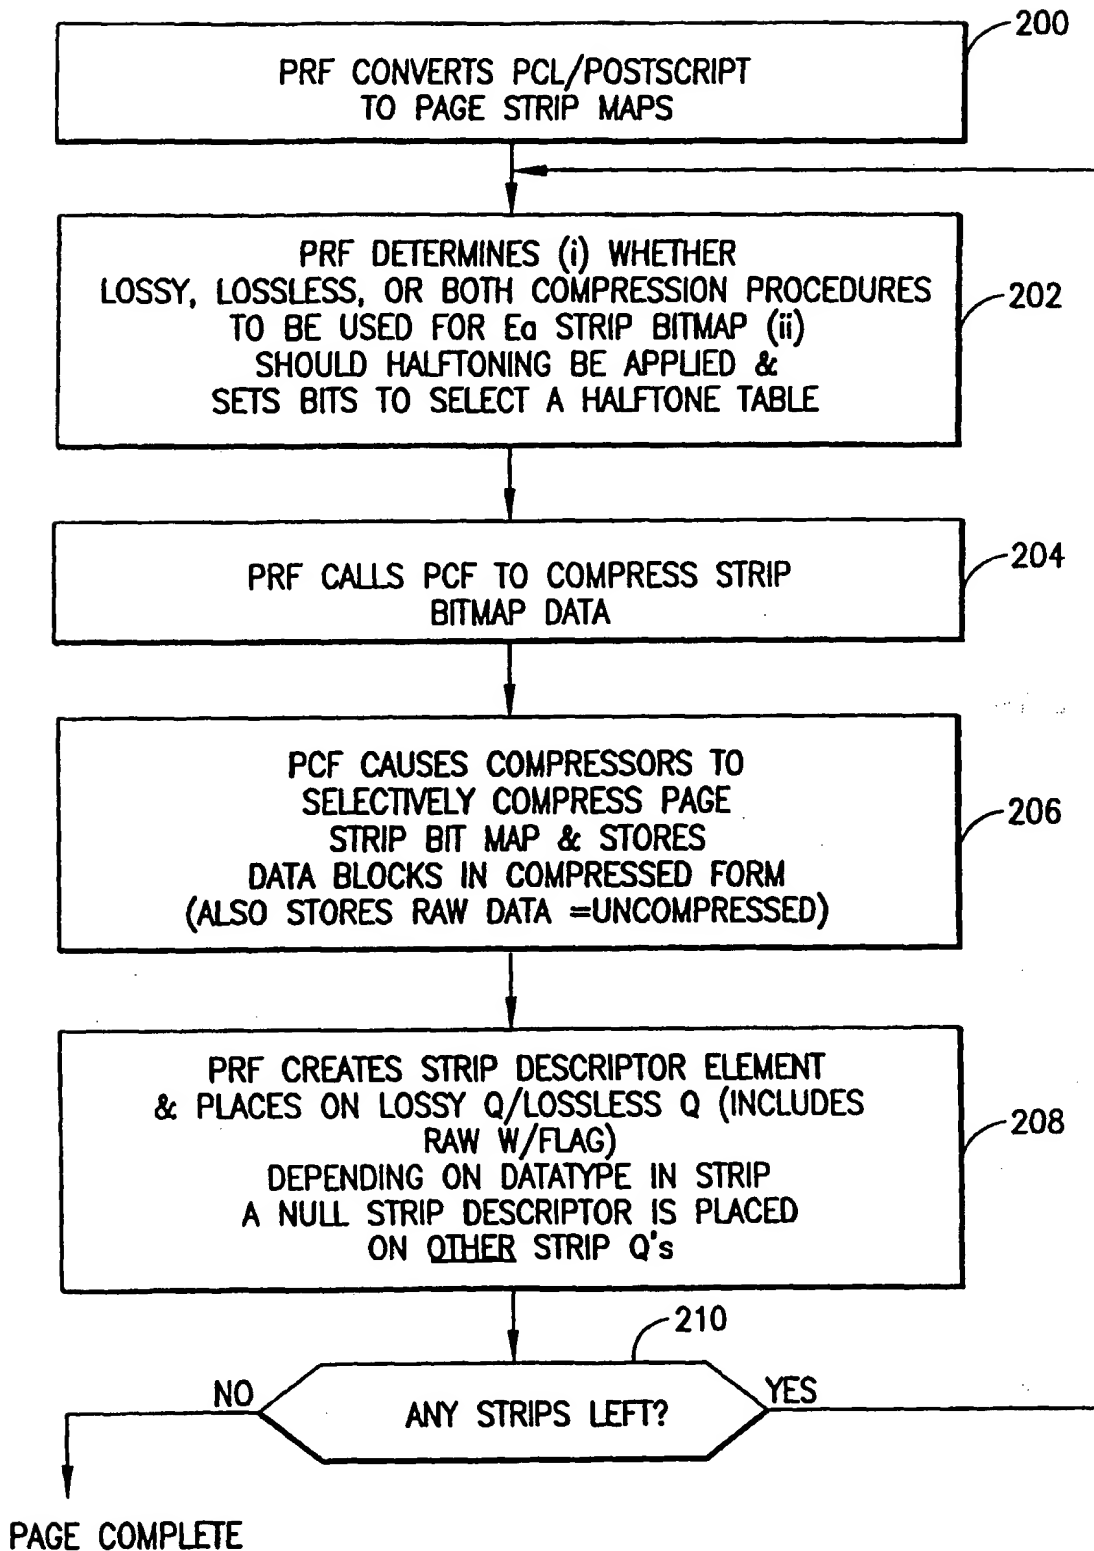 200
PRF CONVERTS PCL/POSTSCRIPT
TO PAGE STRIP MAPS
PRF DETERMINES (i) WHETHER
LOSSY, LOSSLESS, OR BOTH COMPRESSION PROCEDURES
TO BE USED FOR Ea STRIP BITMAP (ii)
SHOULD HALFTONING BE APPLIED &
SETS BITS TO SELECT A HALFTONE TABLE
202
PRF CALLS PCF TO COMPRESS STRIP
BITMAP DATA
204
PCF CAUSES COMPRESSORS TO
SELECTIVELY COMPRESS PAGE
STRIP BIT MAP & STORES
DATA BLOCKS IN COMPRESSED FORM
(ALSO STORES RAW DATA =UNCOMPRESSED)
206
PRF CREATES STRIP DESCRIPTOR ELEMENT
& PLACES ON LOSSY Q/LOSSLESS Q (INCLUDES
RAW W/FLAG)
DEPENDING ON DATATYPE IN STRIP
A NULL STRIP DESCRIPTOR IS PLACED
ON OTHER STRIP Q's
208
210
NO
ANY STRIPS LEFT?
YES
PAGE COMPLETE